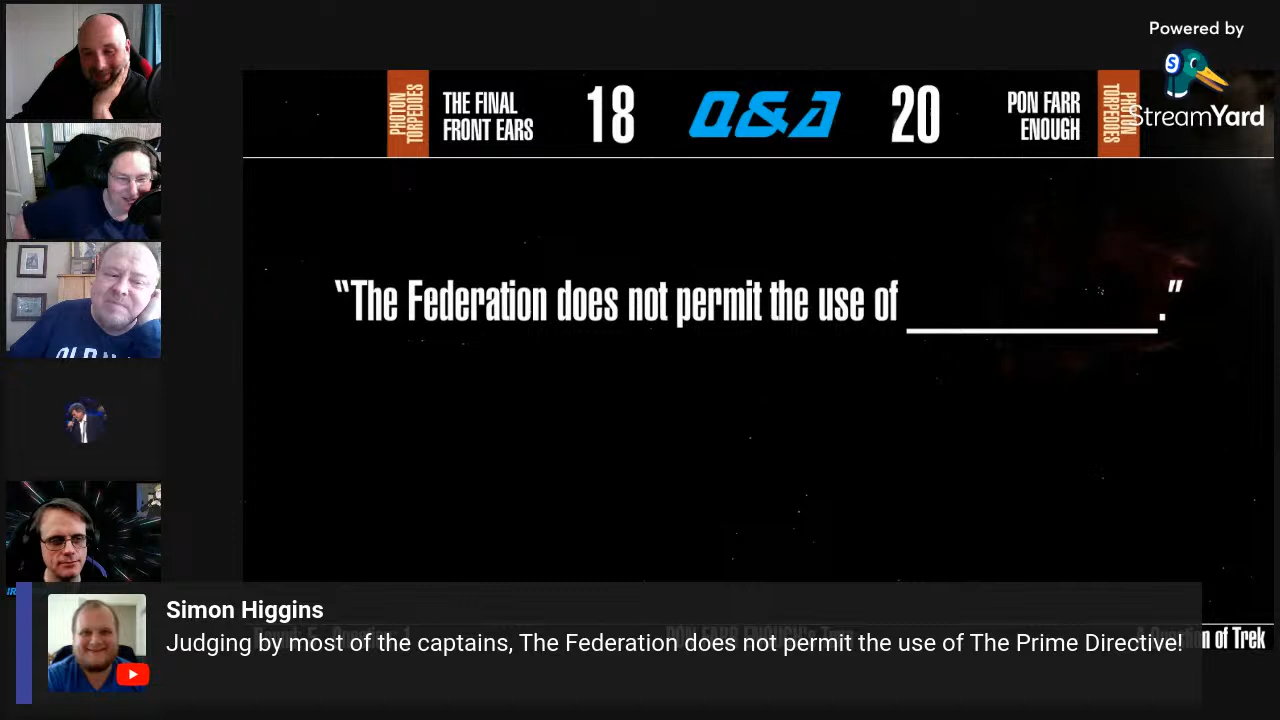 Powered by
StreamYard
PHOTON
TORPEDOES
THE FINAL
FRONT EARS
18
Q&A
20
PON FARR
ENOUGH
PHOTON
TORPEDOES
“The Federation does not permit the use of ____________.”
Simon Higgins
Judging by most of the captains, The Federation does not permit the use of The Prime Directive!
of Trek